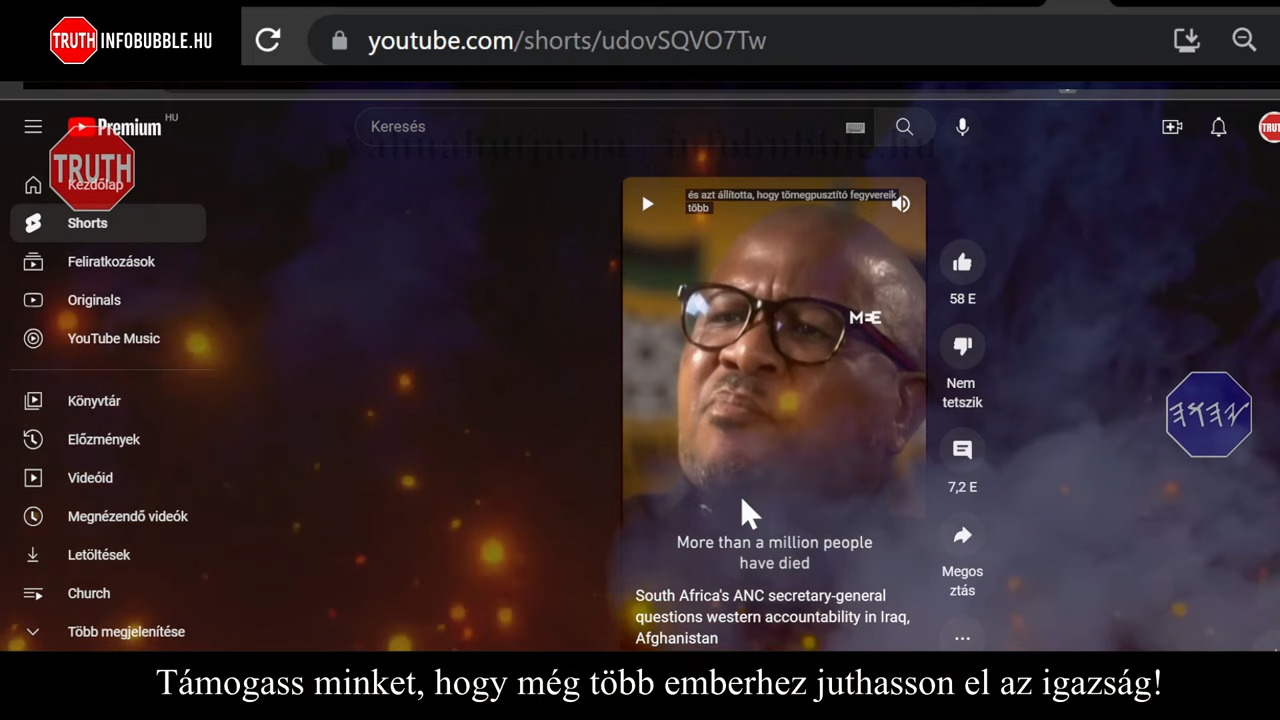 TRUTH INFOBUBBLE.HU
youtube.com/shorts/udovSQVO7Tw
Premium HU
Keresés
TRUTH
Kezdőlap
Shorts
Feliratkozások
Originals
YouTube Music
Könyvtár
Előzmények
Videóid
Megnézendő videók
Letöltések
Church
Több megjelenítése
és azt állította, hogy tömegpusztító fegyvereik
több
MEE
More than a million people
have died
South Africa's ANC secretary-general
questions western accountability in Iraq,
Afghanistan
58 E
Nem
tetszik
7,2 E
Megos
ztás
Támogass minket, hogy még több emberhez juthasson el az igazság!